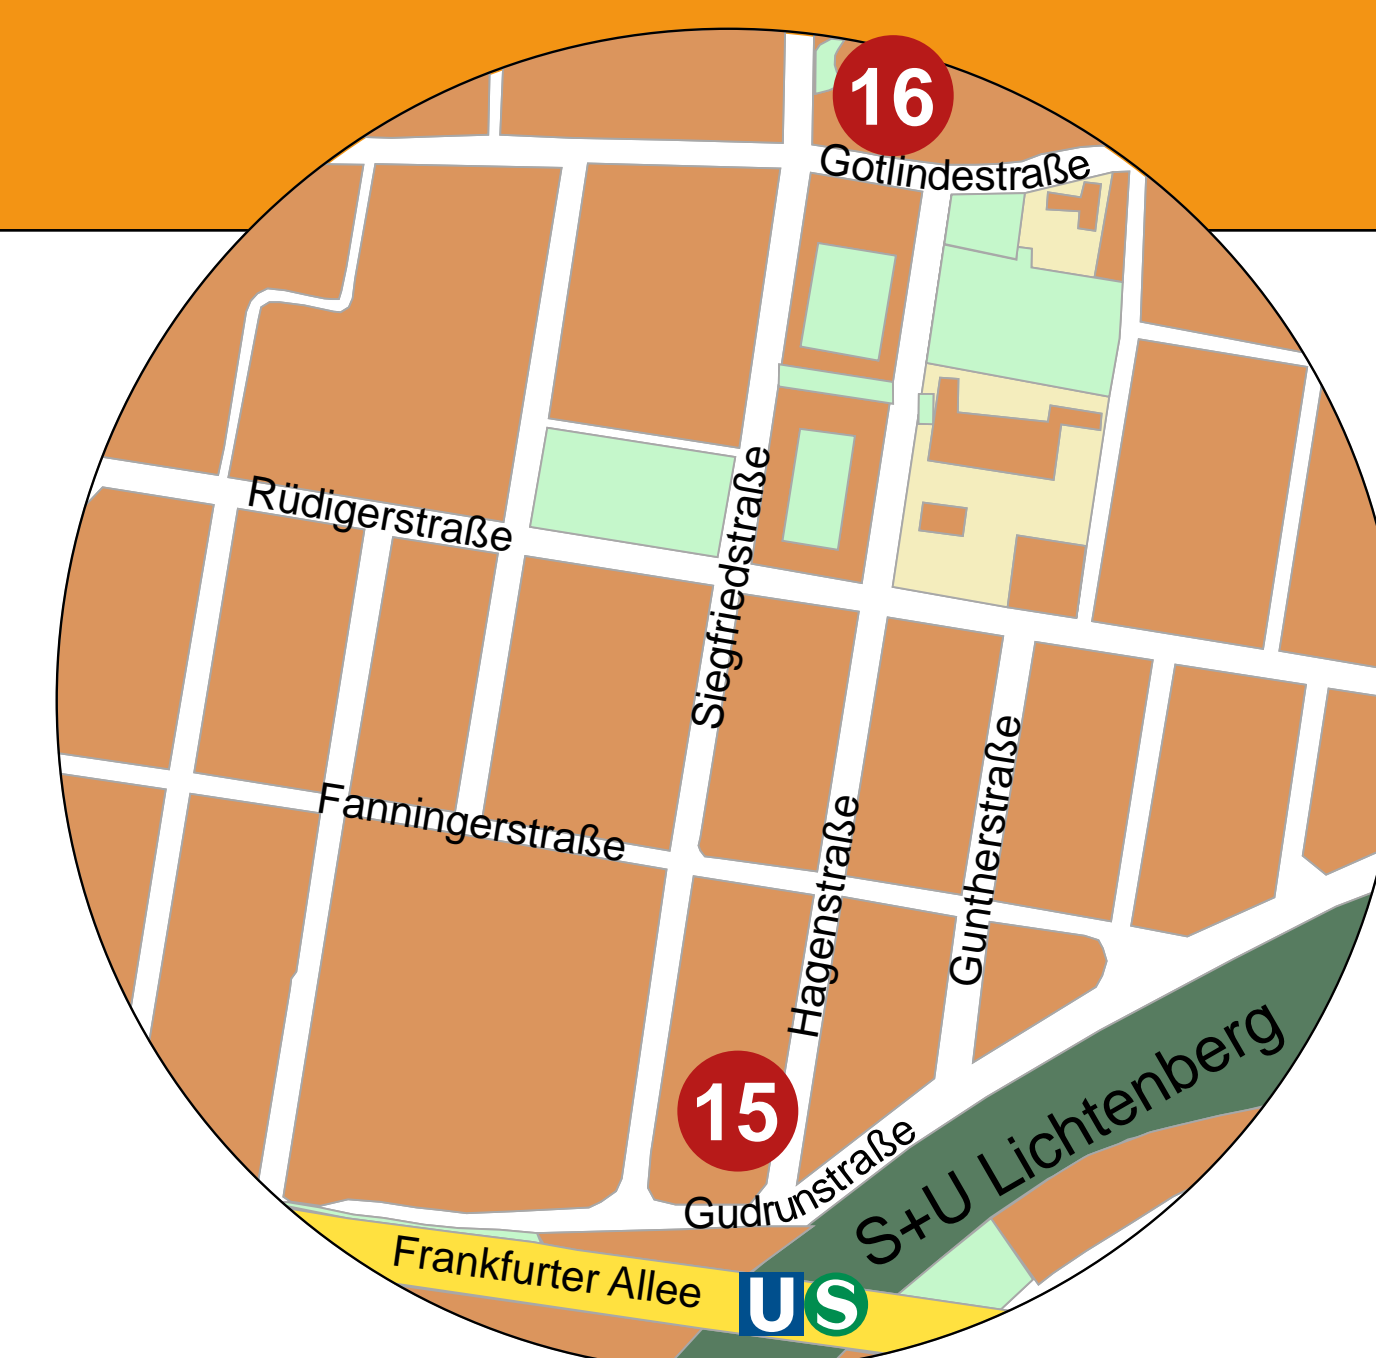 16
Gotlindestraße
Rüdigerstraße
Siegfriedstraße
Fanningerstraße
Hagenstraße
Guntherstraße
15
Gudrunstraße
S+U Lichtenberg
Frankfurter Allee
U S